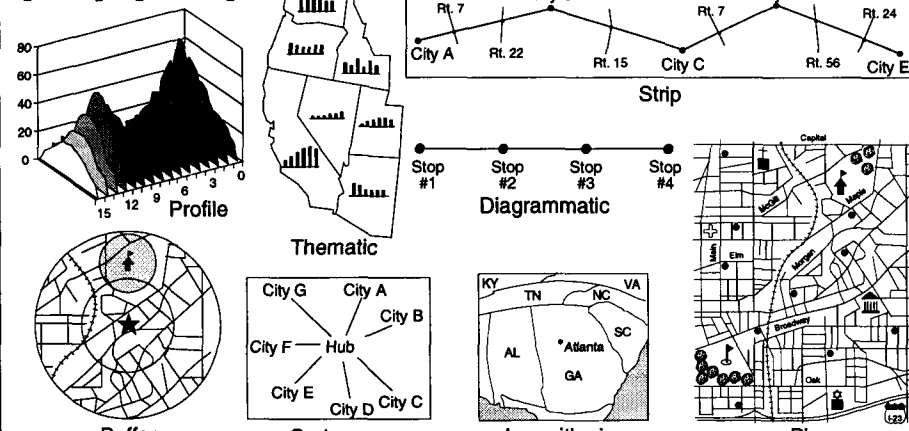 Rt. 7
Rt. 7
Rt. 24
City A
Rt. 22
Rt. 15
City C
Rt. 56
City E
Strip
80
60
40
20
0
15
12
9
6
3
0
Profile
Thematic
Stop #1
Stop #2
Stop #3
Stop #4
Diagrammatic
Capital
McGill
Maple
Main
Elm
Morgan
Broadway
Oak
I-23
City G
City A
City B
City F
Hub
City E
City D
City C
KY
VA
TN
NC
SC
AL
Atlanta
GA